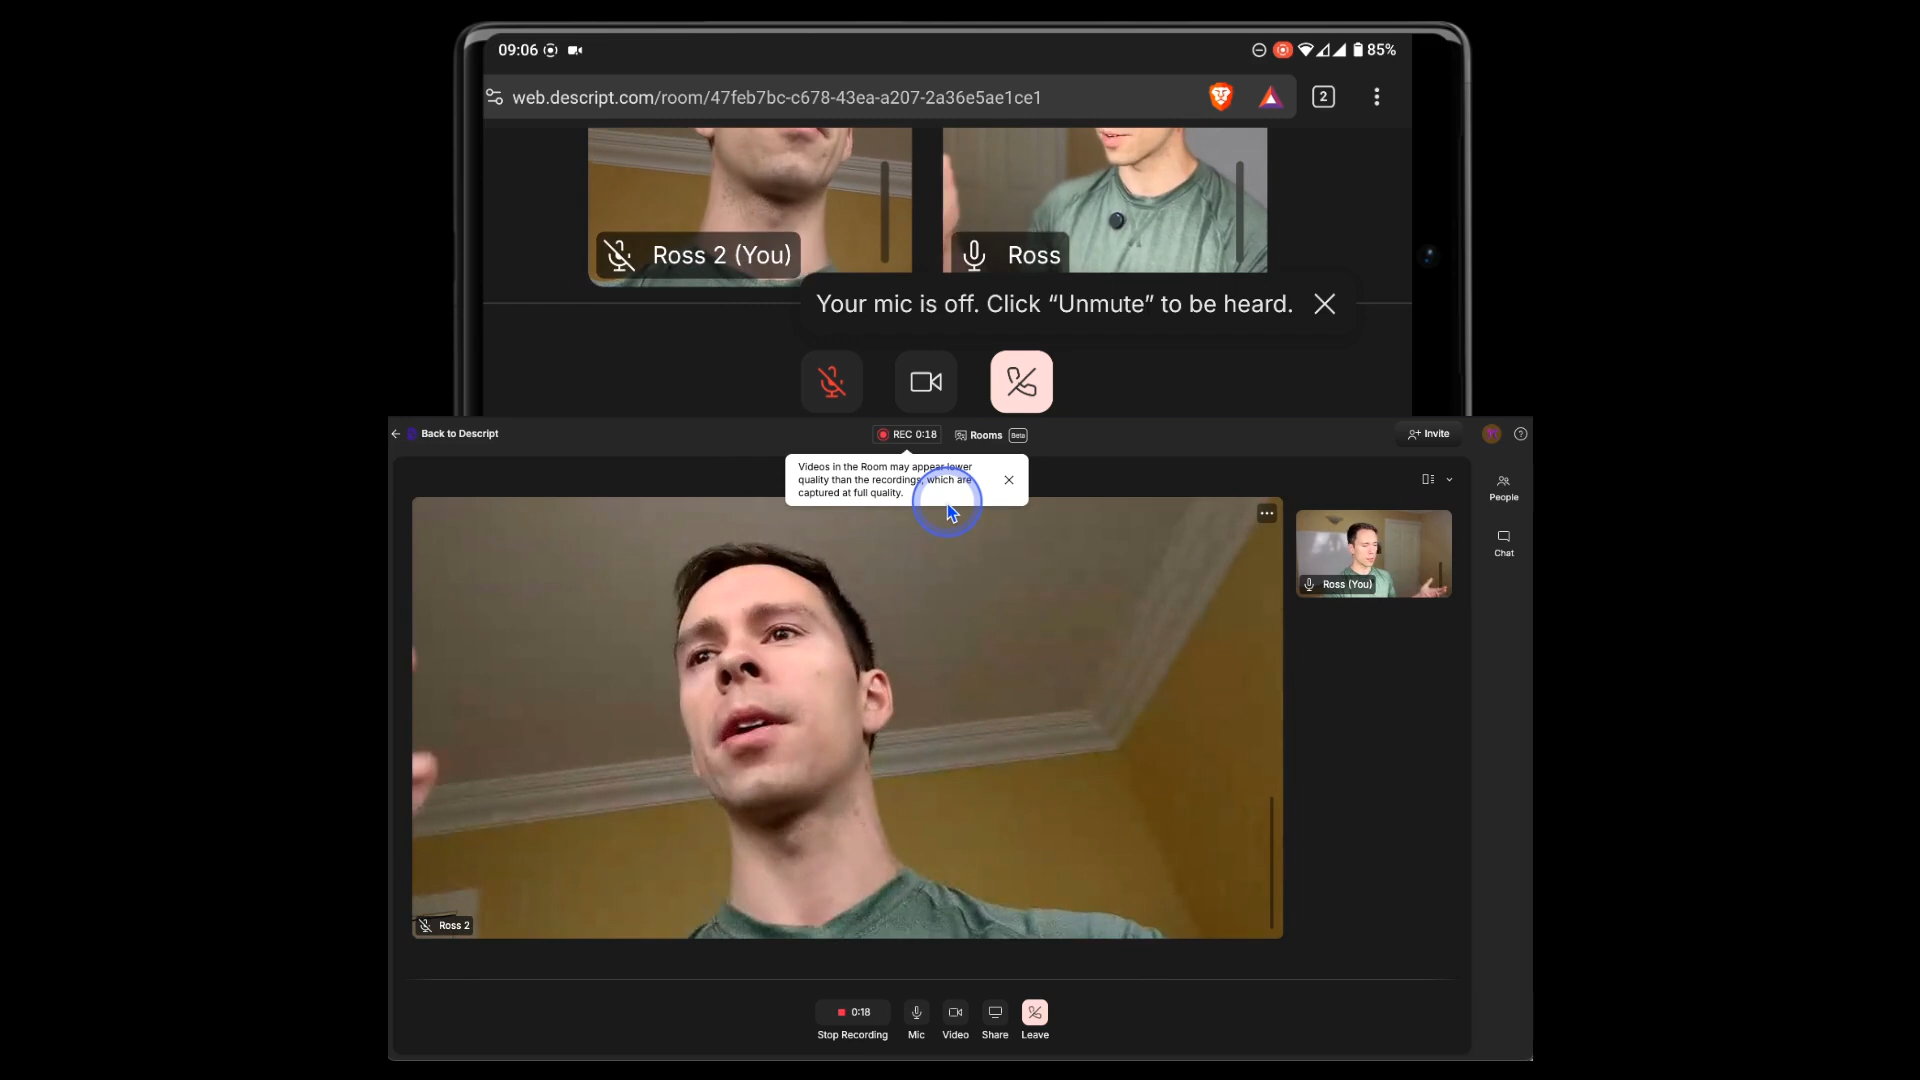 09:06
85%
web.descript.com/room/47feb7bc-c678-43ea-a207-2a36e5ae1ce1
2
Ross 2 (You)
Ross
Your mic is off. Click “Unmute” to be heard.
Back to Descript
REC 0:18
Rooms
Beta
Invite
Videos in the Room may appear lower
quality than the recordings, which are
captured at full quality.
People
Chat
Ross (You)
Ross 2
0:18
Stop Recording
Mic
Video
Share
Leave